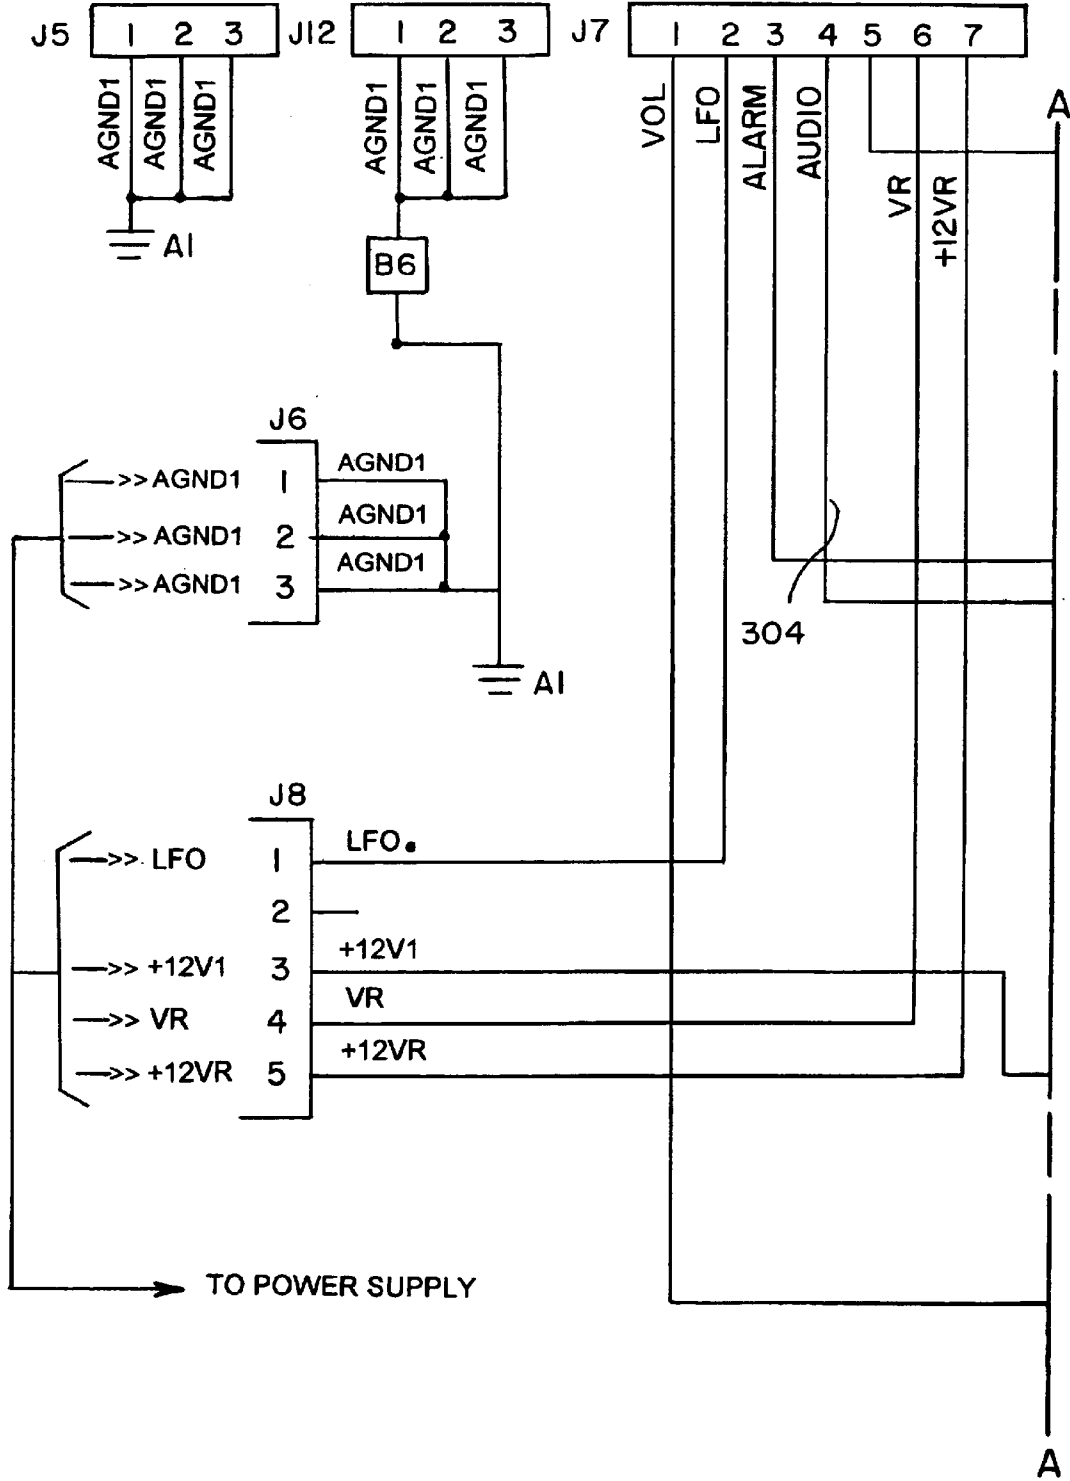 J5 1 2 3 J12 1 2 3 J7 1 2 3 4 5 6 7
AGND1 AGND1 AGND1 AGND1 AGND1 AGND1 VOL LFO ALARM AUDIO VR +12VR A
A1
B6
J6
>> AGND1 1 AGND1
>> AGND1 2 AGND1
>> AGND1 3 AGND1
304
A1
J8
>> LFO 1 LFO
2
>> +12V1 3 +12V1
>> VR 4 VR
>> +12VR 5 +12VR
TO POWER SUPPLY
A